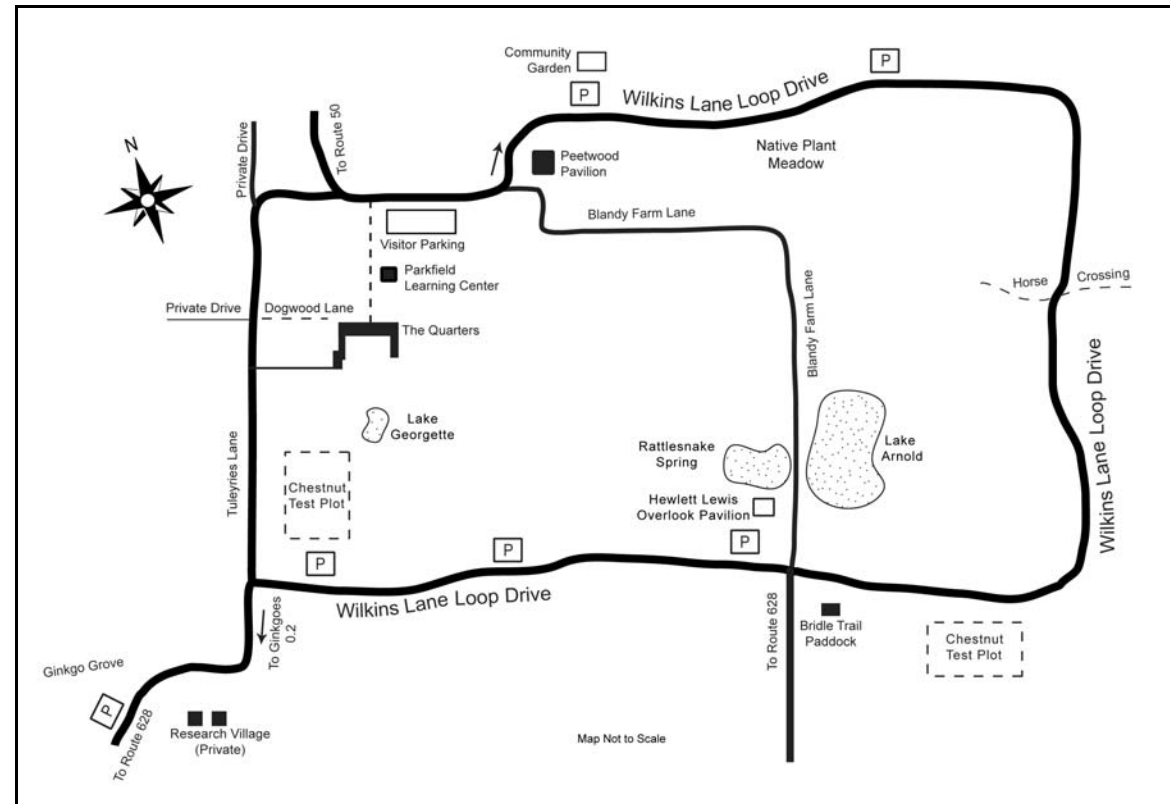 Community
Garden
P
P
Wilkins Lane Loop Drive
To Route 50
Private Drive
N
Native Plant
Meadow
Peetwood
Pavilion
Blandy Farm Lane
Visitor Parking
Parkfield
Learning Center
Horse Crossing
Private Drive
Dogwood Lane
The Quarters
Blandy Farm Lane
Wilkins Lane Loop Drive
Lake
Georgette
Lake
Arnold
Rattlesnake
Spring
Tuleyries Lane
Chestnut
Test Plot
Hewlett Lewis
Overlook Pavilion
P
P
P
Wilkins Lane Loop Drive
To Ginkgoes
0.2
To Route 628
Bridle Trail
Paddock
Chestnut
Test Plot
Ginkgo Grove
P
To Route 628
Research Village
(Private)
Map Not to Scale